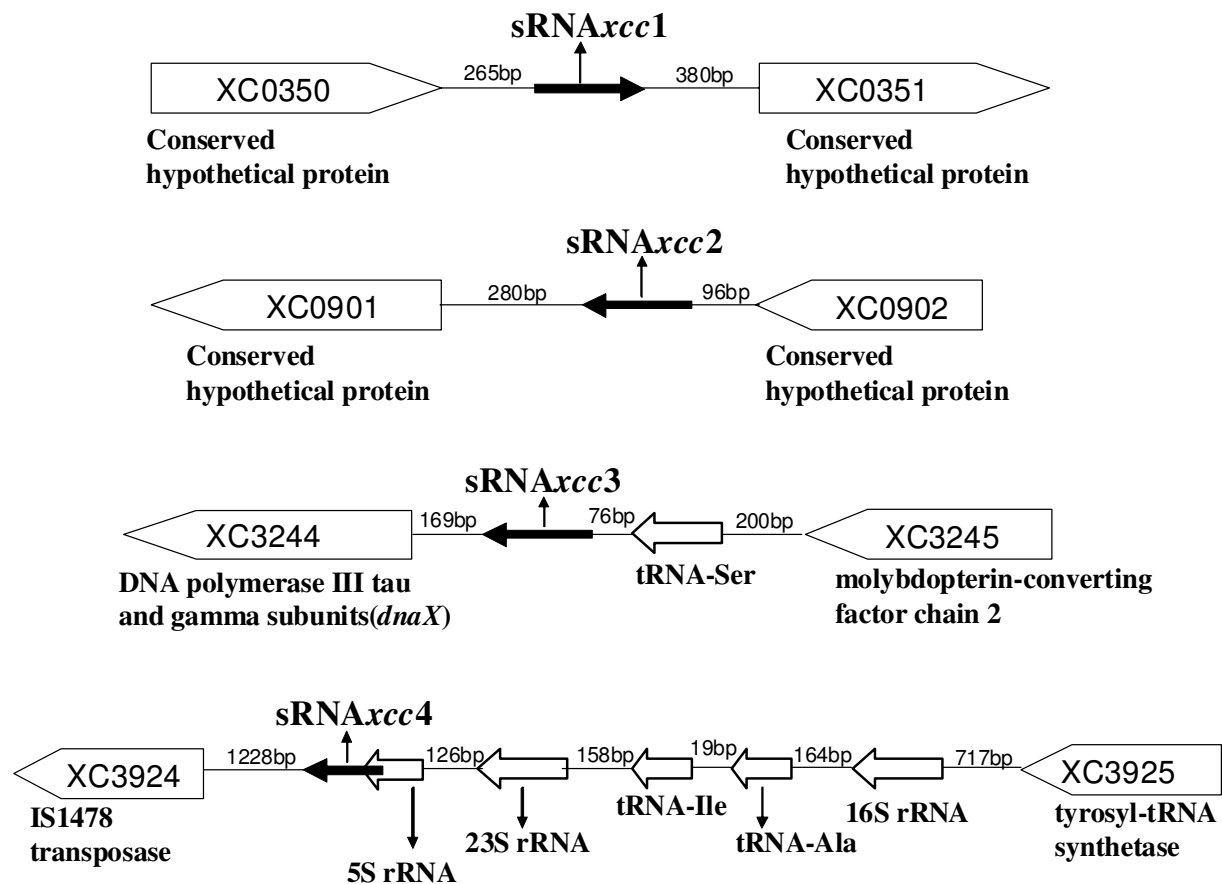 sRNAxcc1
265bp
380bp
XC0350
XC0351
Conserved
hypothetical protein
Conserved
hypothetical protein
sRNAxcc2
280bp
96bp
XC0901
XC0902
Conserved
hypothetical protein
Conserved
hypothetical protein
sRNAxcc3
169bp
76bp
200bp
XC3244
XC3245
tRNA-Ser
DNA polymerase III tau
and gamma subunits(dnaX)
molybdopterin-converting
factor chain 2
sRNAxcc4
1228bp
126bp
158bp
19bp
164bp
717bp
XC3924
XC3925
IS1478
transposase
5S rRNA
23S rRNA
tRNA-Ile
tRNA-Ala
16S rRNA
tyrosyl-tRNA
synthetase